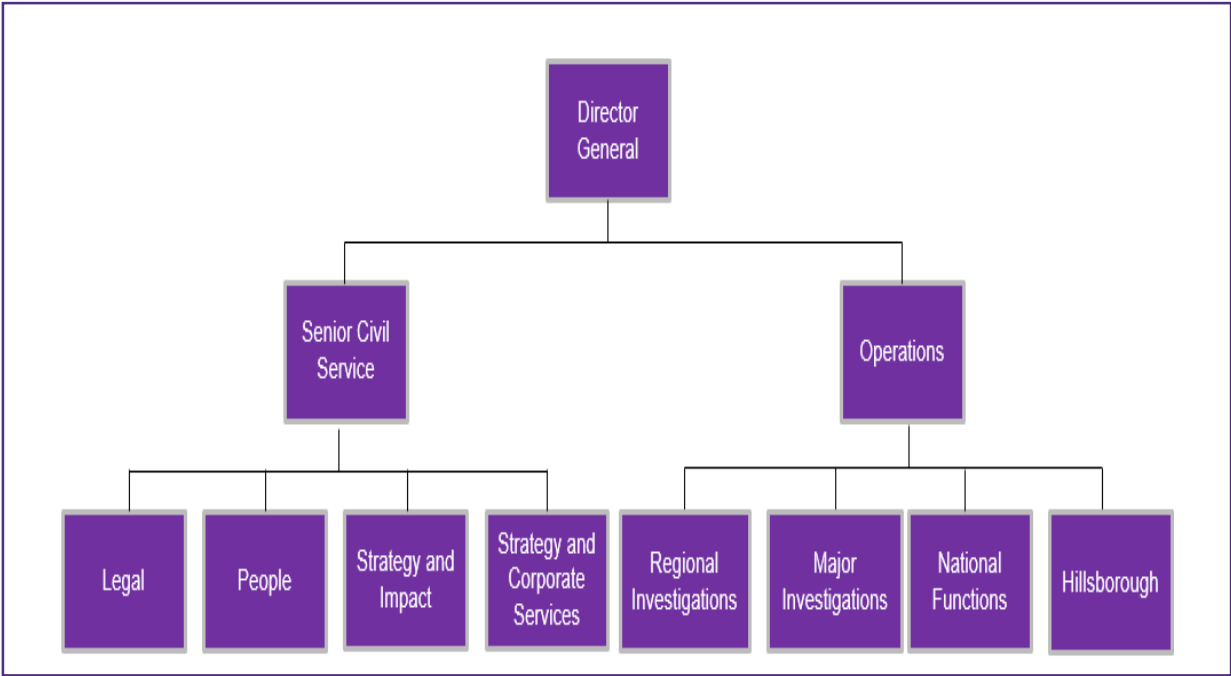 Director
General
Senior Civil
Service
Operations
Legal
People
Strategy and
Impact
Strategy and
Corporate
Services
Regional
Investigations
Major
Investigations
National
Functions
Hillsborough